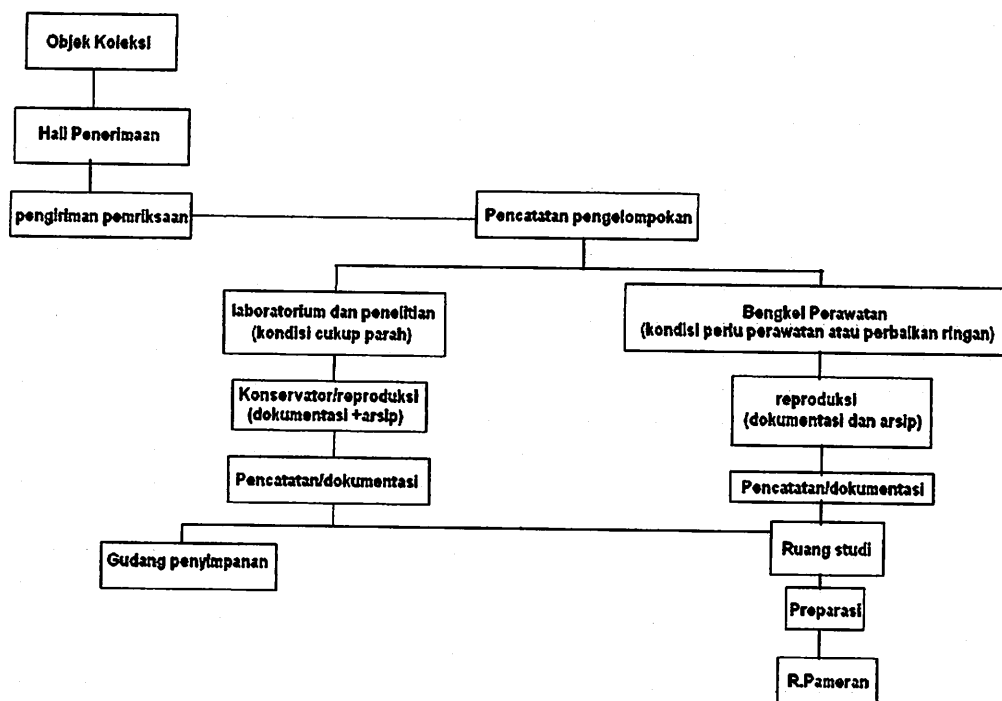 Objek Koleksi
Hall Penerimaan
pengiriman pemriksaan
Pencatatan pengelompokan
laboratorium dan penelitian
(kondisi cukup parah)
Bengkel Perawatan
(kondisi perlu perawatan atau perbaikan ringan)
Konservator/reproduksi
(dokumentasi +arsip)
reproduksi
(dokumentasi dan arsip)
Pencatatan/dokumentasi
Pencatatan/dokumentasi
Gudang penyimpanan
Ruang studi
Preparasi
R.Pameran